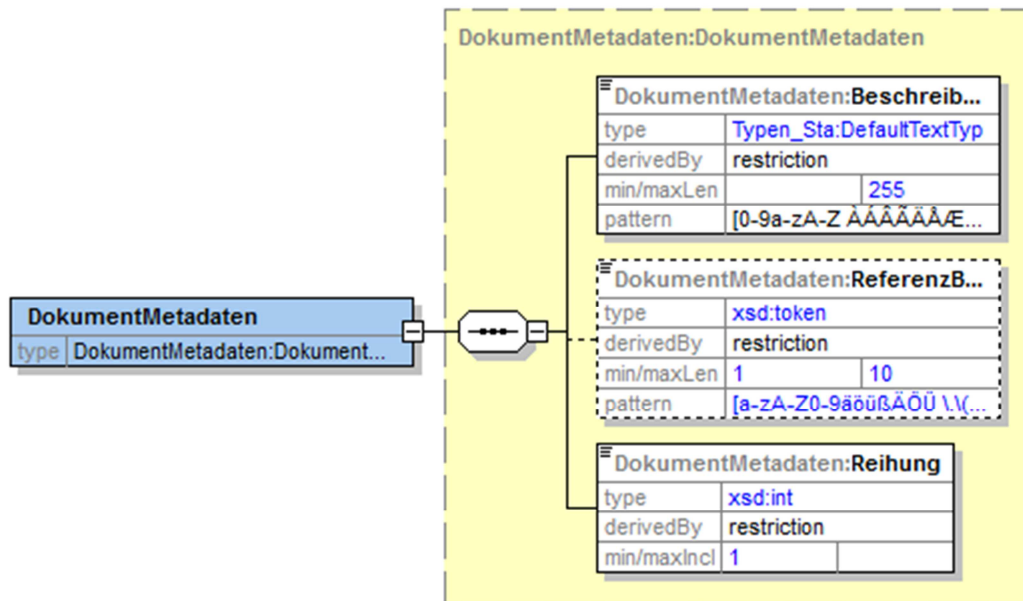 DokumentMetadaten:DokumentMetadaten
DokumentMetadaten:Beschreib...
type Typen_Sta:DefaultTextTyp
derivedBy restriction
min/maxLen 255
pattern [0-9a-zA-Z ÀÁÂÃÄÅÆ...
DokumentMetadaten:ReferenzB...
type xsd:token
derivedBy restriction
min/maxLen 1 10
pattern [a-zA-Z0-9äöüßÄÖÜ \.\(...
DokumentMetadaten
type DokumentMetadaten:Dokument...
DokumentMetadaten:Reihung
type xsd:int
derivedBy restriction
min/maxIncl 1